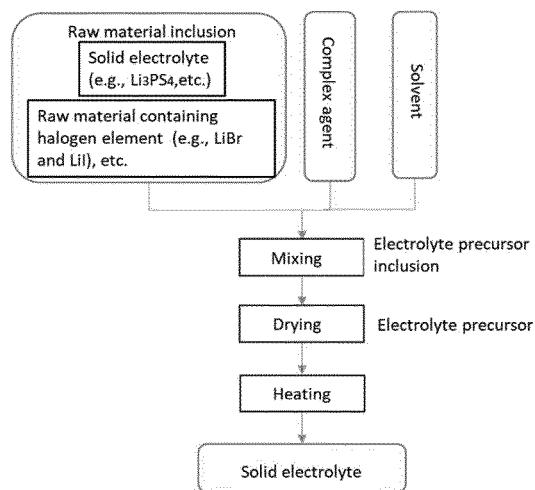 Raw material inclusion
Solid electrolyte
(e.g., Li3PS4,etc.)
Raw material containing
halogen element (e.g., LiBr
and LiI), etc.
Complex agent
Solvent
Mixing
Electrolyte precursor
inclusion
Drying
Electrolyte precursor
Heating
Solid electrolyte